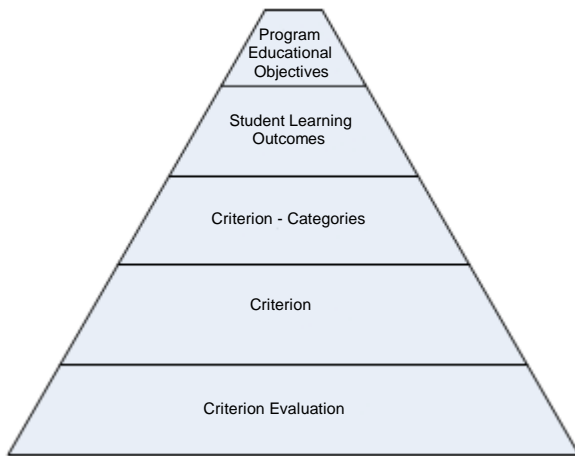 Program
Educational
Objectives
Student Learning
Outcomes
Criterion - Categories
Criterion
Criterion Evaluation